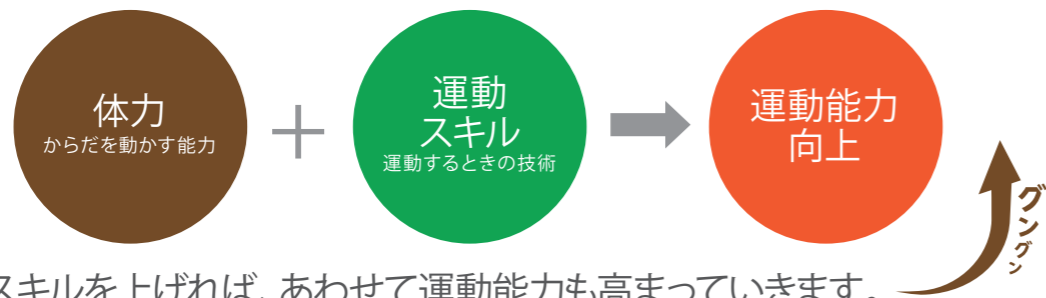 体力
からだを動かす能力
＋
運動
スキル
運動するときの技術
運動能力
向上
グングン
スキルを上げれば、あわせて運動能力も高まっていきます。